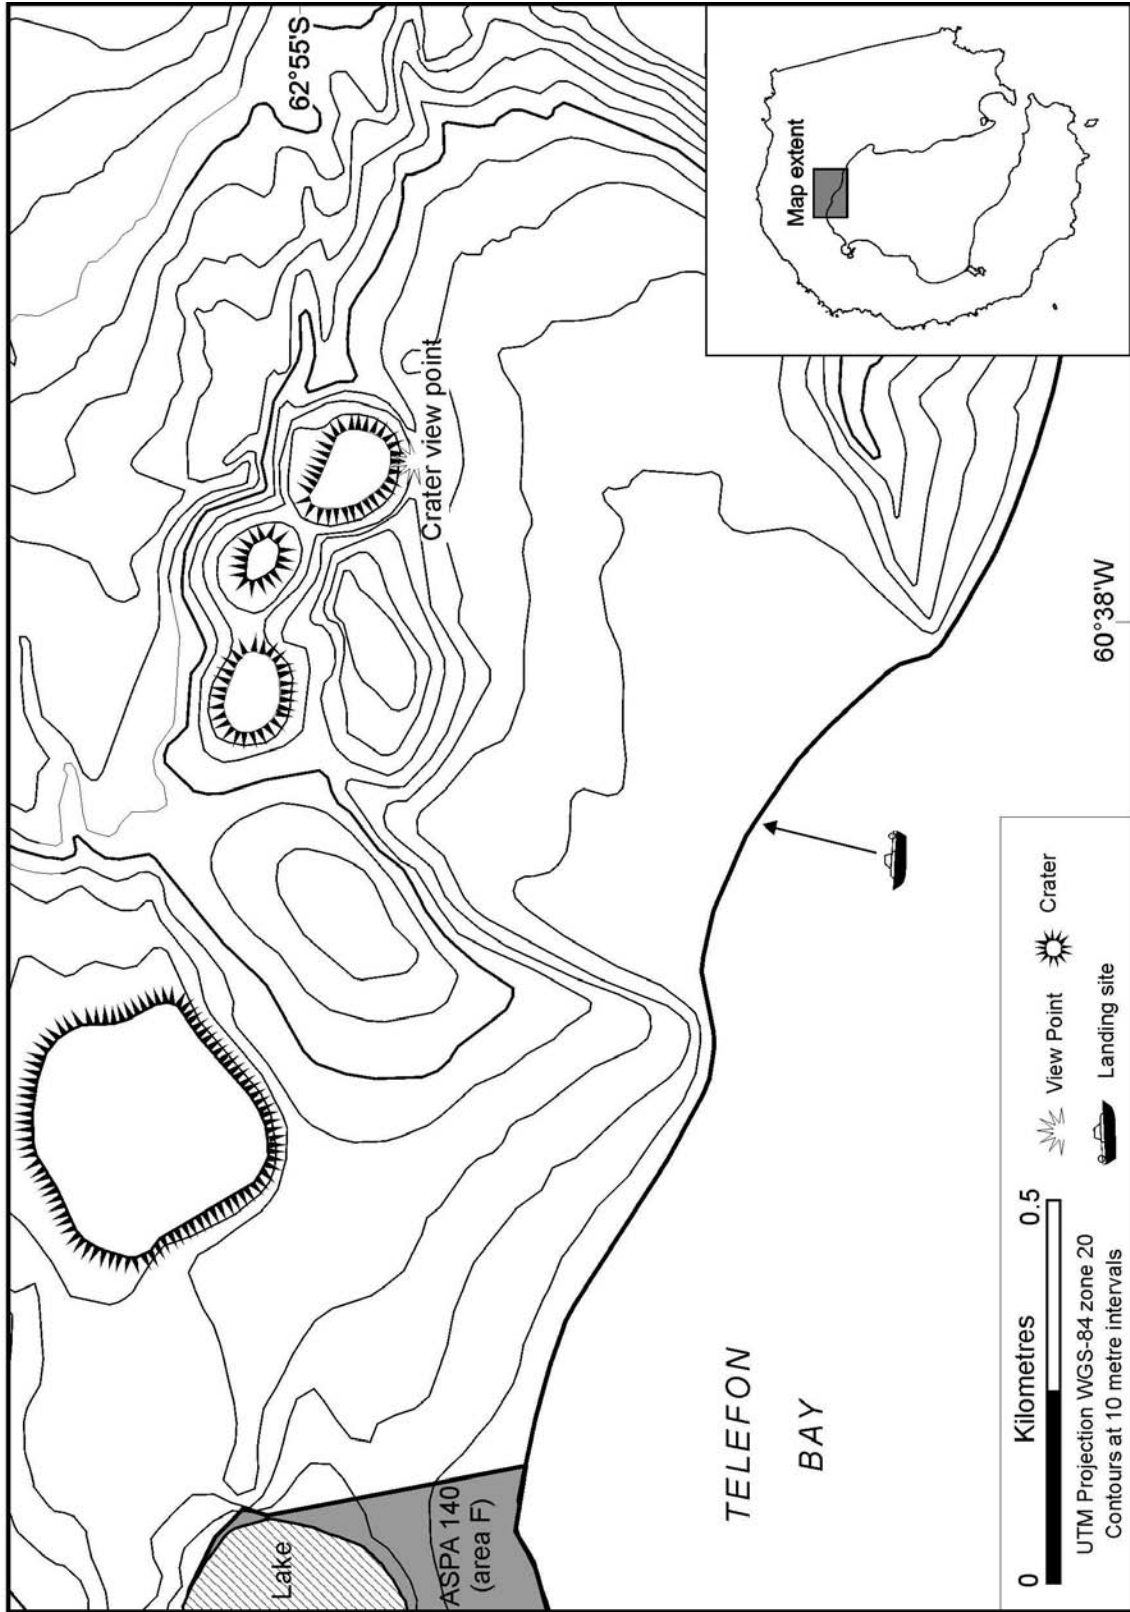 62°55'S
Map extent
Crater view point
60°38'W
Lake
ASPA 140
(area F)
TELEFON
BAY
View Point
Crater
Landing site
0
Kilometres
0.5
UTM Projection WGS-84 zone 20
Contours at 10 metre intervals